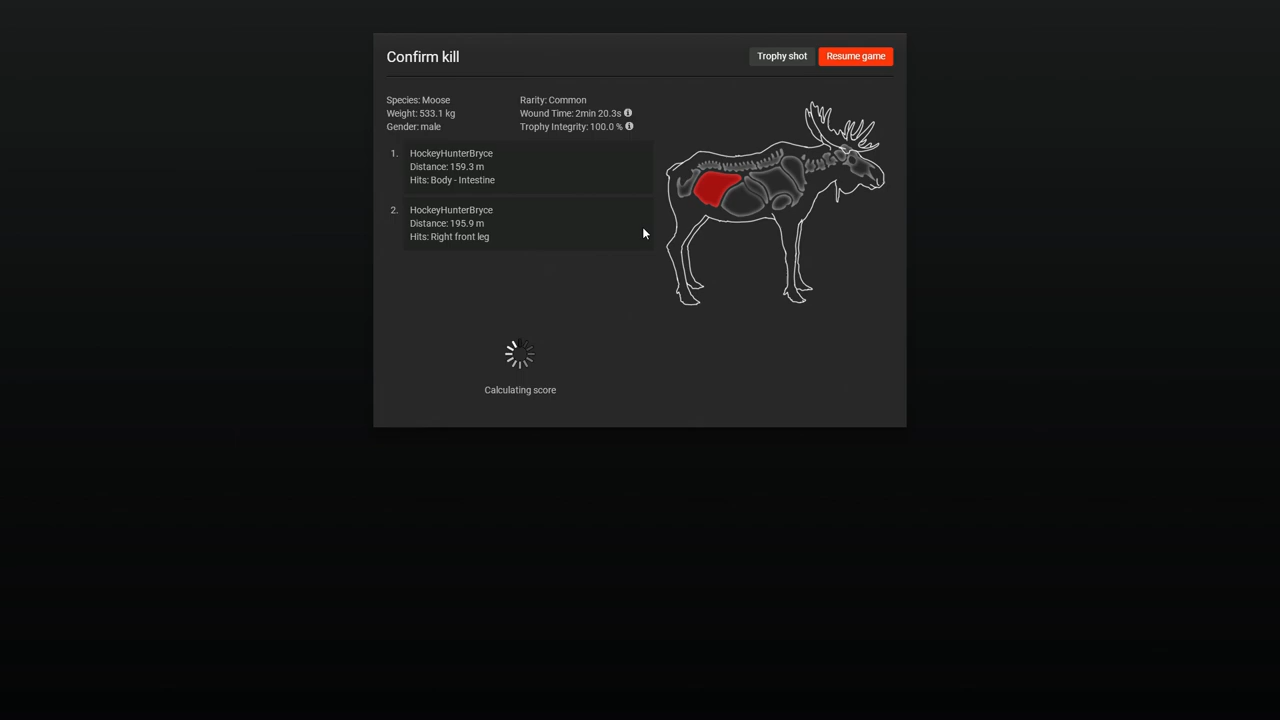 Confirm kill
Trophy shot
Resume game
Species: Moose
Weight: 533.1 kg
Gender: male
Rarity: Common
Wound Time: 2min 20.3s
Trophy Integrity: 100.0 %
1.
HockeyHunterBryce
Distance: 159.3 m
Hits: Body - Intestine
2.
HockeyHunterBryce
Distance: 195.9 m
Hits: Right front leg
Calculating score